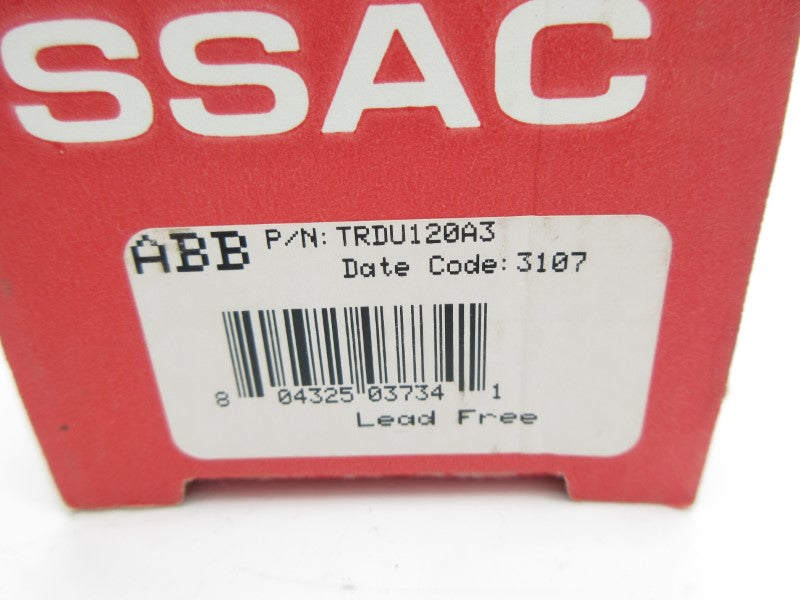 SSAC
ABB P/N: TRDU120A3
Date Code: 3107
8 04325 03734 1
Lead Free